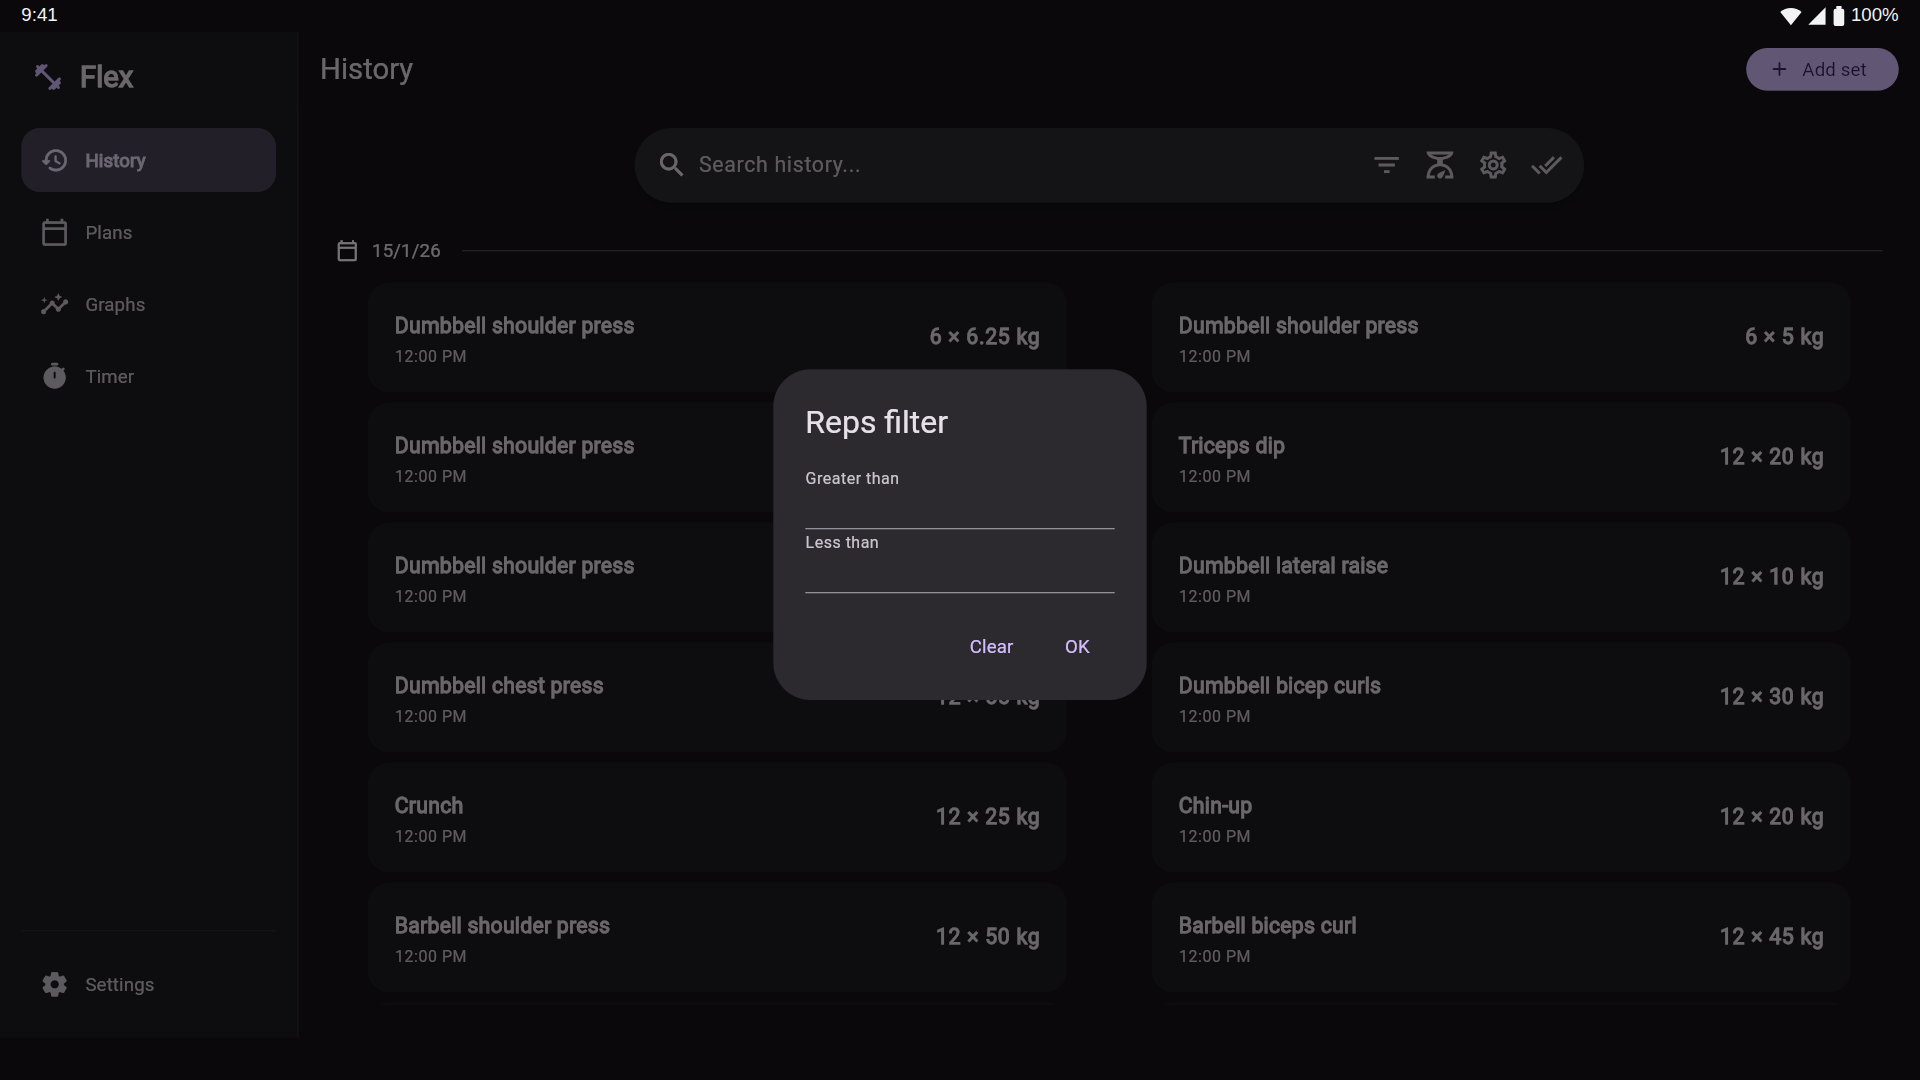 9:41
100%
Flex
History
Plans
Graphs
Timer
Settings
History
Add set
Search history...
15/1/26
Dumbbell shoulder press
12:00 PM
6 × 6.25 kg
Dumbbell shoulder press
12:00 PM
6 × 5 kg
Dumbbell shoulder press
12:00 PM
Triceps dip
12:00 PM
12 × 20 kg
Dumbbell shoulder press
12:00 PM
Dumbbell lateral raise
12:00 PM
12 × 10 kg
Dumbbell chest press
12:00 PM
Dumbbell bicep curls
12:00 PM
12 × 30 kg
Crunch
12:00 PM
12 × 25 kg
Chin-up
12:00 PM
12 × 20 kg
Barbell shoulder press
12:00 PM
12 × 50 kg
Barbell biceps curl
12:00 PM
12 × 45 kg
Reps filter
Greater than
Less than
Clear
OK